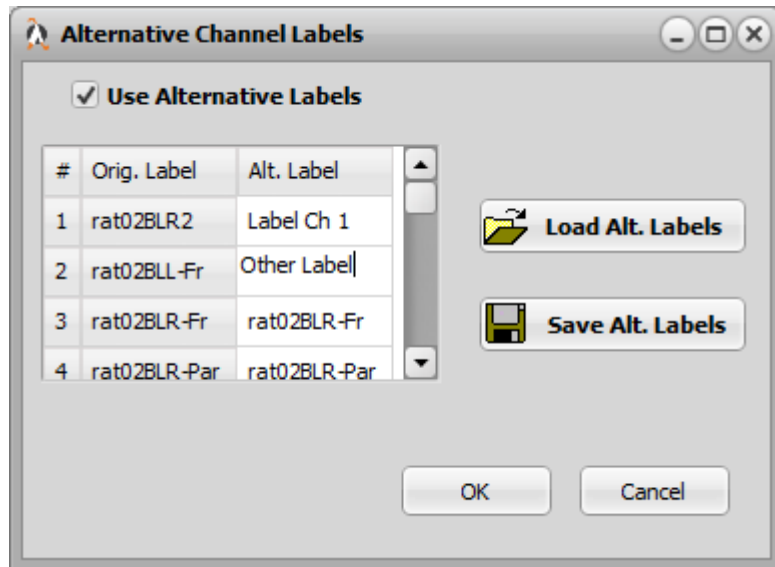 Alternative Channel Labels
Use Alternative Labels
# Orig. Label Alt. Label
1 rat02BLR2 Label Ch 1
2 rat02BLL-Fr Other Label
3 rat02BLR-Fr rat02BLR-Fr
4 rat02BLR-Par rat02BLR-Par
Load Alt. Labels
Save Alt. Labels
OK Cancel